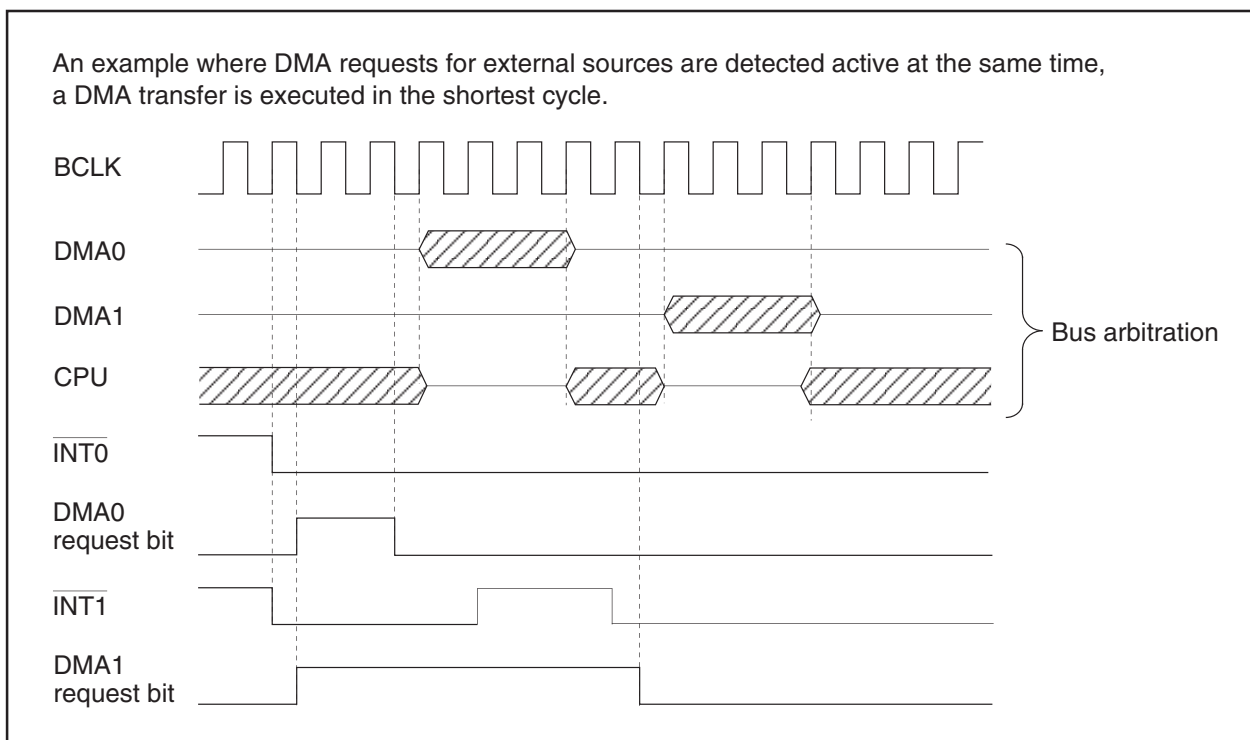 An example where DMA requests for external sources are detected active at the same time,
a DMA transfer is executed in the shortest cycle.
BCLK
DMA0
DMA1
Bus arbitration
CPU
INT0
DMA0
request bit
INT1
DMA1
request bit